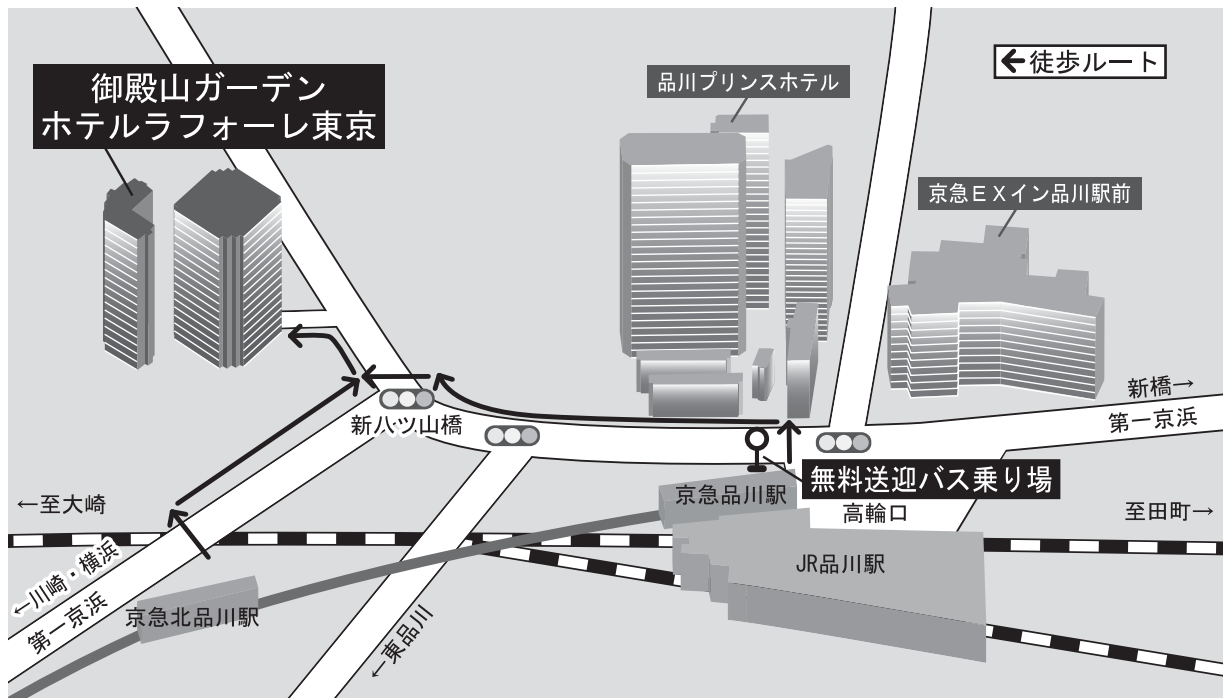 御殿山ガーデン
ホテルラフォーレ東京
品川プリンスホテル
←徒歩ルート
京急EXイン品川駅前
新橋→
第一京浜
新八ツ山橋
無料送迎バス乗り場
京急品川駅
高輪口
←至大崎
至田町→
JR品川駅
←川崎・横浜
第一京浜
京急北品川駅
←東品川